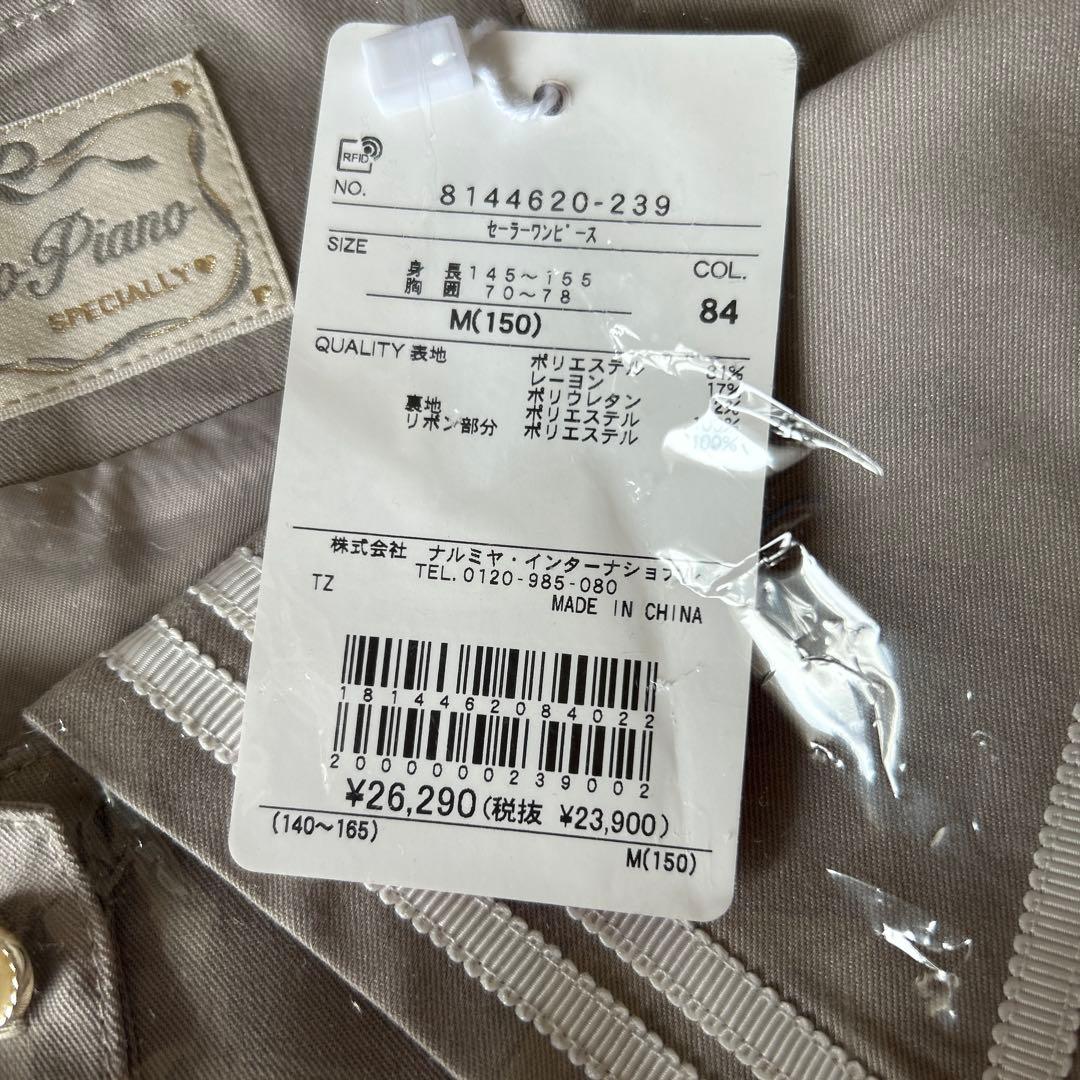 Piano
SPECIALLY
RFID
NO. 8144620-239
セーラーワンピース
SIZE
身長 145〜155
胸囲 70〜78
M(150)
COL.
84
QUALITY 表地 ポリエステル
レーヨン 17%
ポリウレタン 2%
裏地 ポリエステル
リボン部分 ポリエステル 100%
株式会社 ナルミヤ・インターナショナル
TEL.0120-985-080
TZ
MADE IN CHINA
1814462084022
2000000239002
¥26,290(税抜 ¥23,900)
(140〜165)
M(150)